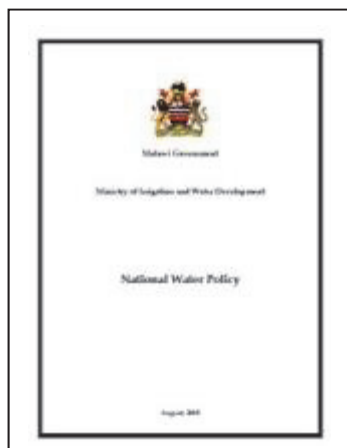 Malawi Government
Ministry of Irrigation and Water Development
National Water Policy
August